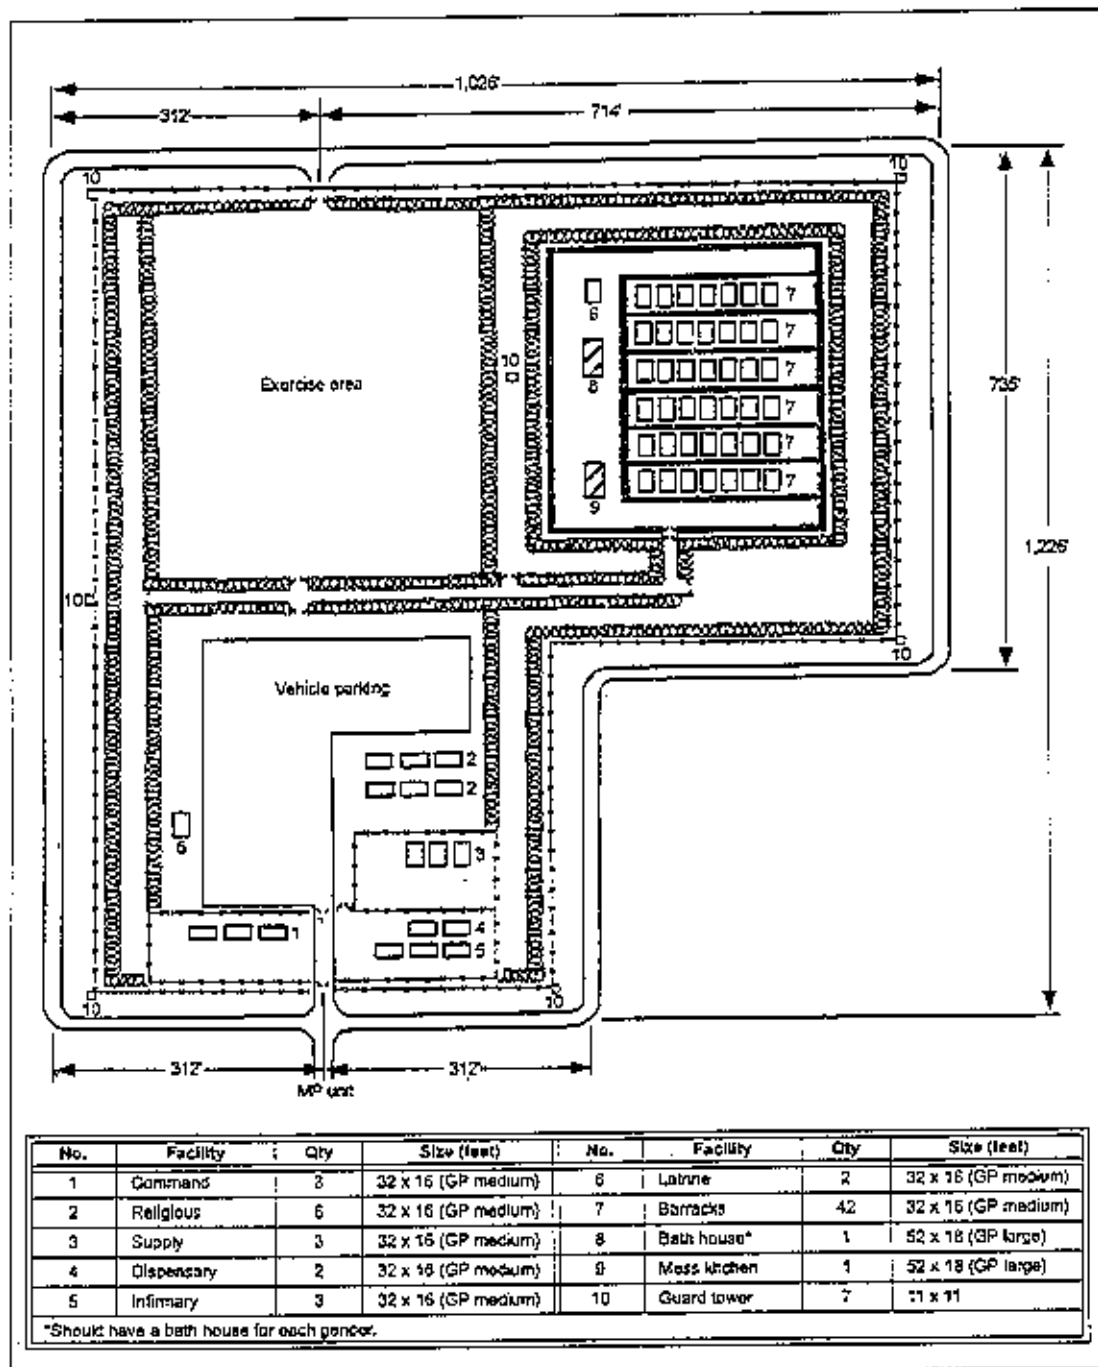 1,026'
312' 714'
10 10
6 7
7
10
Exercise area 8 7 735'
7
7
9 7
1,226'
10
10
Vehicle parking
2
2
6
3
1 4
5
10 10
312' 312'
MP unit
No. Facility Qty Size (feet) No. Facility Qty Size (feet)
1 Command 3 32 x 16 (GP medium) 6 Latrine 2 32 x 16 (GP medium)
2 Religious 6 32 x 16 (GP medium) 7 Barracks 42 32 x 16 (GP medium)
3 Supply 3 32 x 16 (GP medium) 8 Bath house* 1 52 x 18 (GP large)
4 Dispensary 2 32 x 16 (GP medium) 9 Mess kitchen 1 52 x 18 (GP large)
5 Infirmary 3 32 x 16 (GP medium) 10 Guard tower 7 11 x 11
*Should have a bath house for each gender.